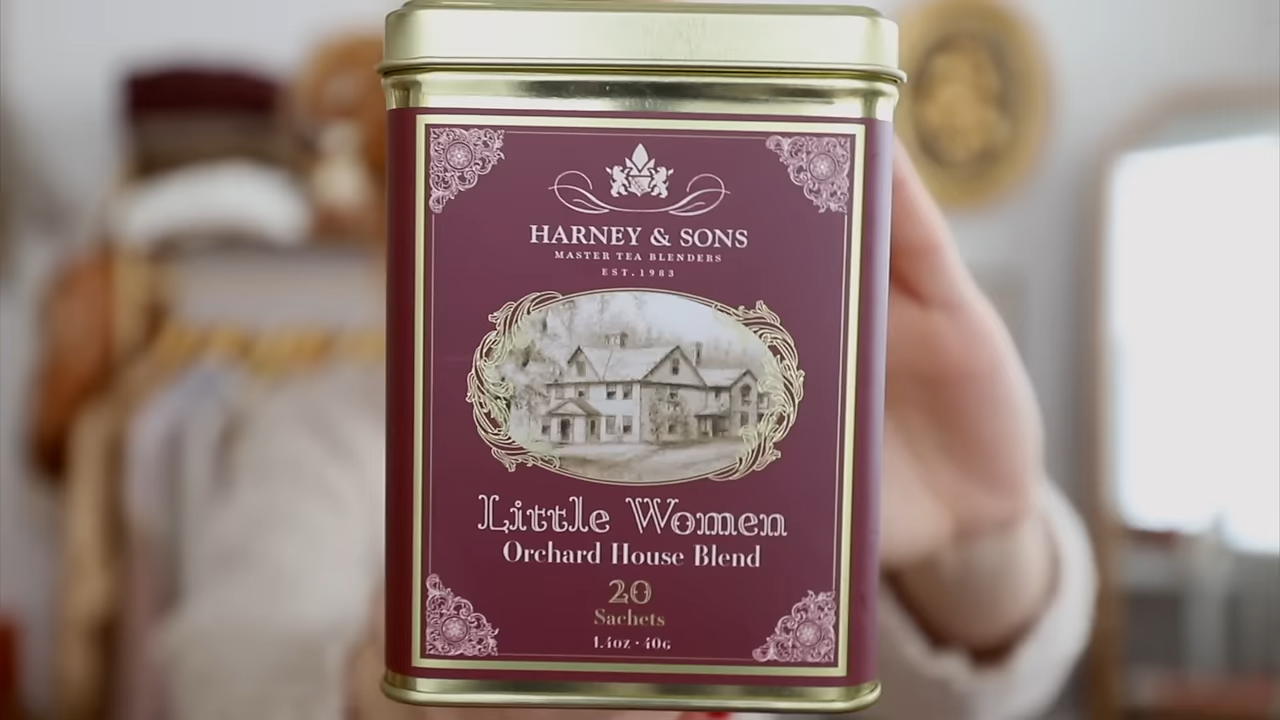 HARNEY & SONS
MASTER TEA BLENDERS
EST. 1983
Little Women
Orchard House Blend
20
Sachets
1.4oz · 40g